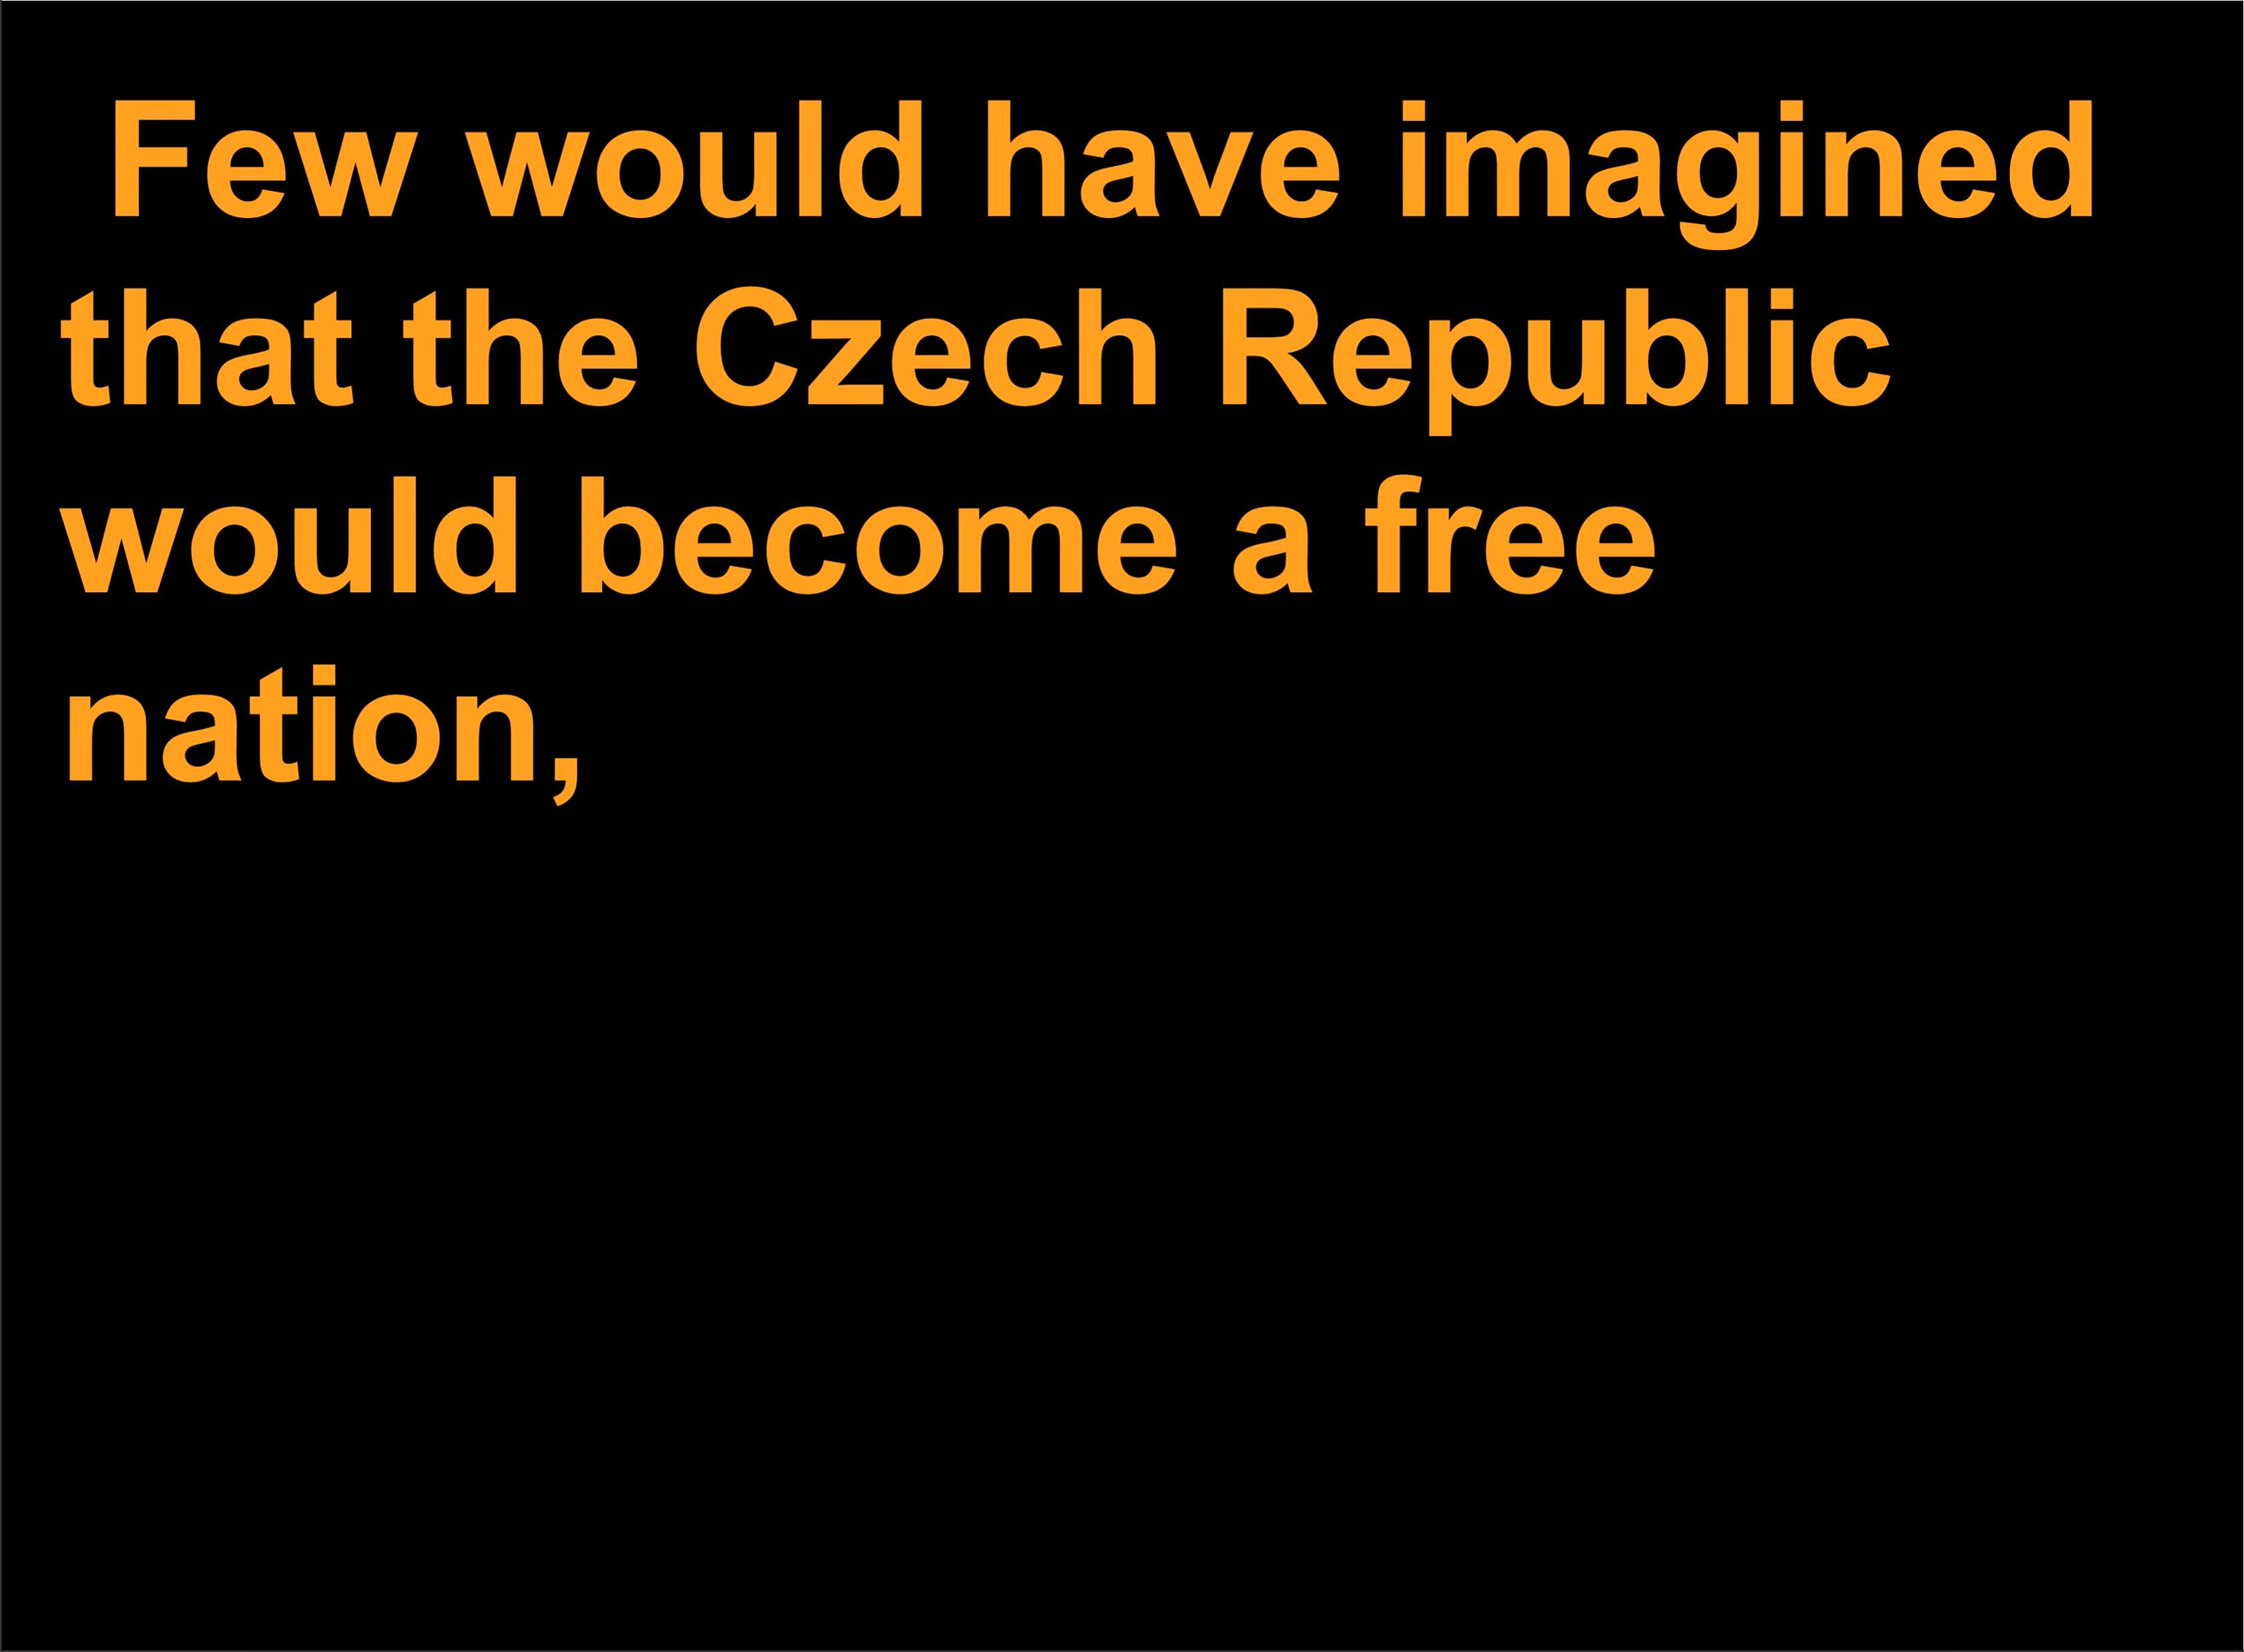 Few would have imagined
that the Czech Republic
would become a free
nation,